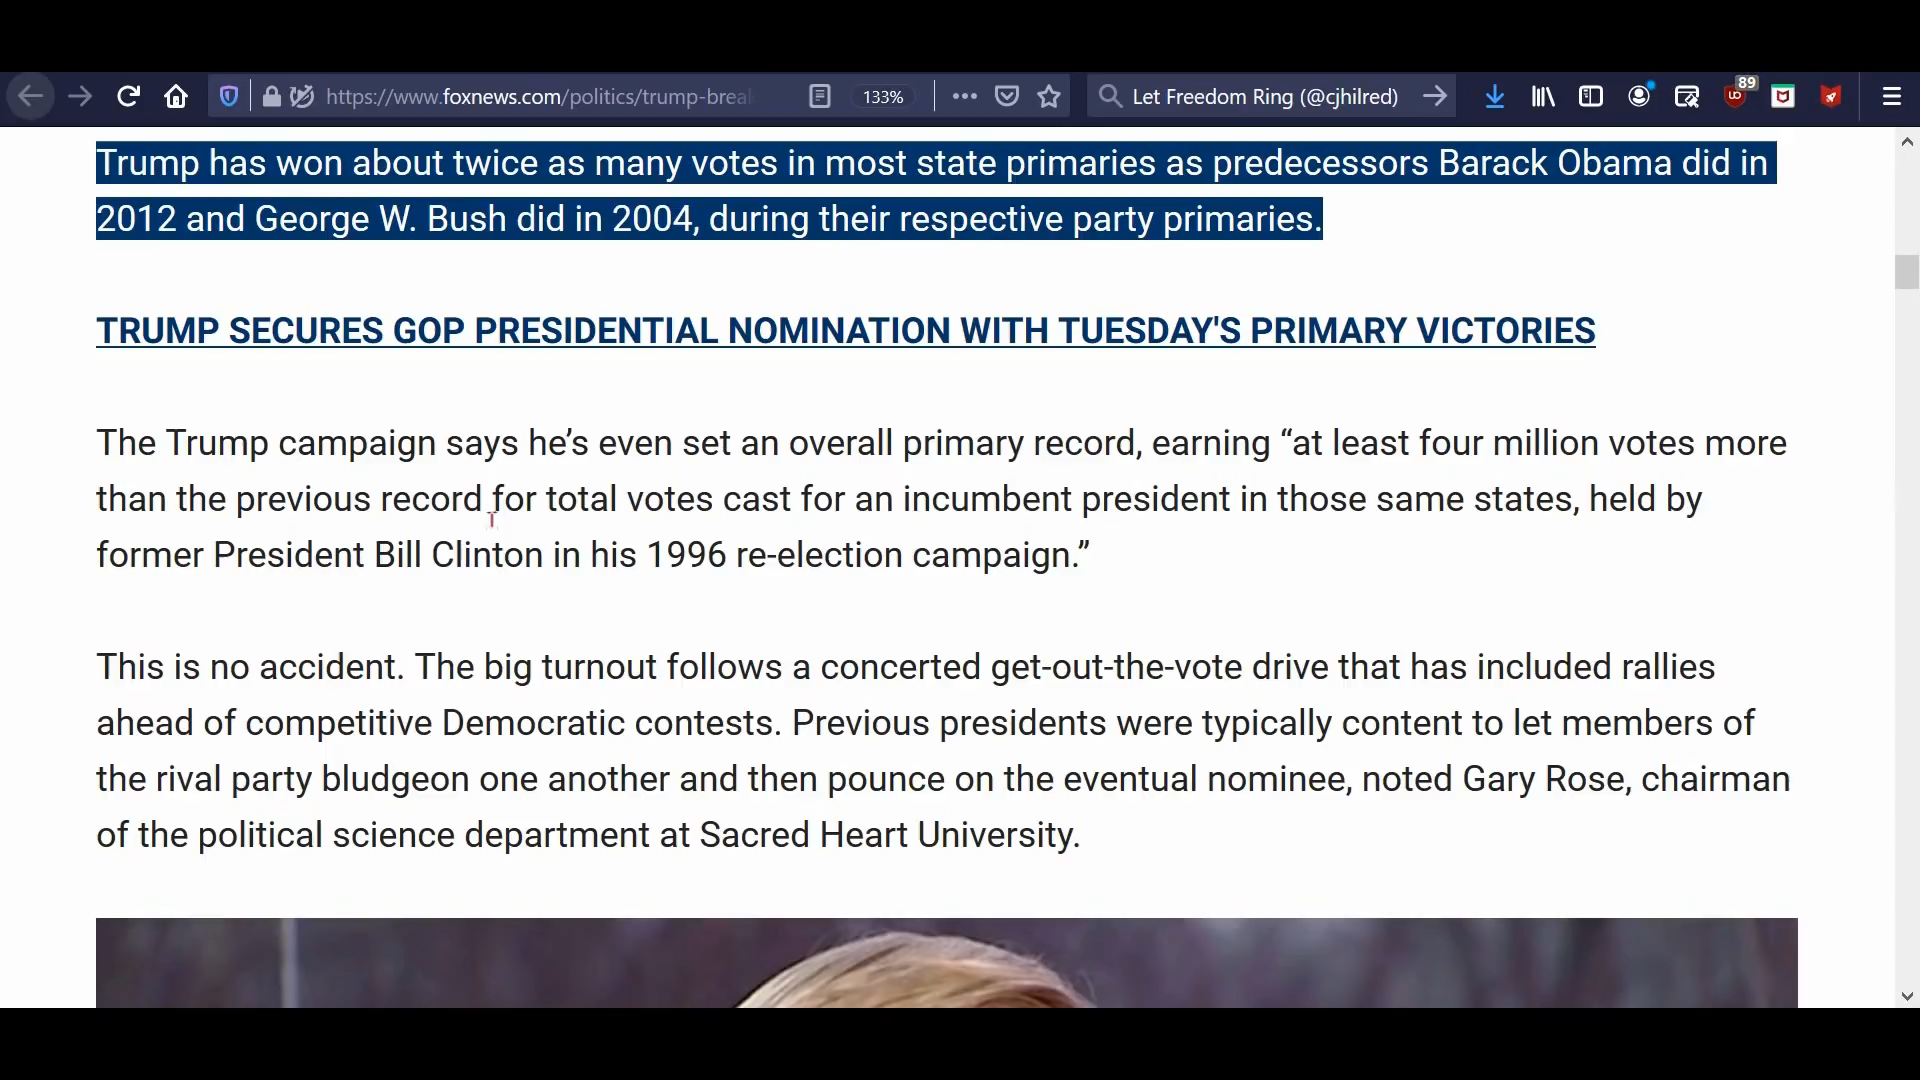 https://www.foxnews.com/politics/trump-brea
133%
Let Freedom Ring (@cjhilred)
89
Trump has won about twice as many votes in most state primaries as predecessors Barack Obama did in
2012 and George W. Bush did in 2004, during their respective party primaries.
TRUMP SECURES GOP PRESIDENTIAL NOMINATION WITH TUESDAY'S PRIMARY VICTORIES
The Trump campaign says he’s even set an overall primary record, earning “at least four million votes more
than the previous record for total votes cast for an incumbent president in those same states, held by
former President Bill Clinton in his 1996 re-election campaign.”
This is no accident. The big turnout follows a concerted get-out-the-vote drive that has included rallies
ahead of competitive Democratic contests. Previous presidents were typically content to let members of
the rival party bludgeon one another and then pounce on the eventual nominee, noted Gary Rose, chairman
of the political science department at Sacred Heart University.